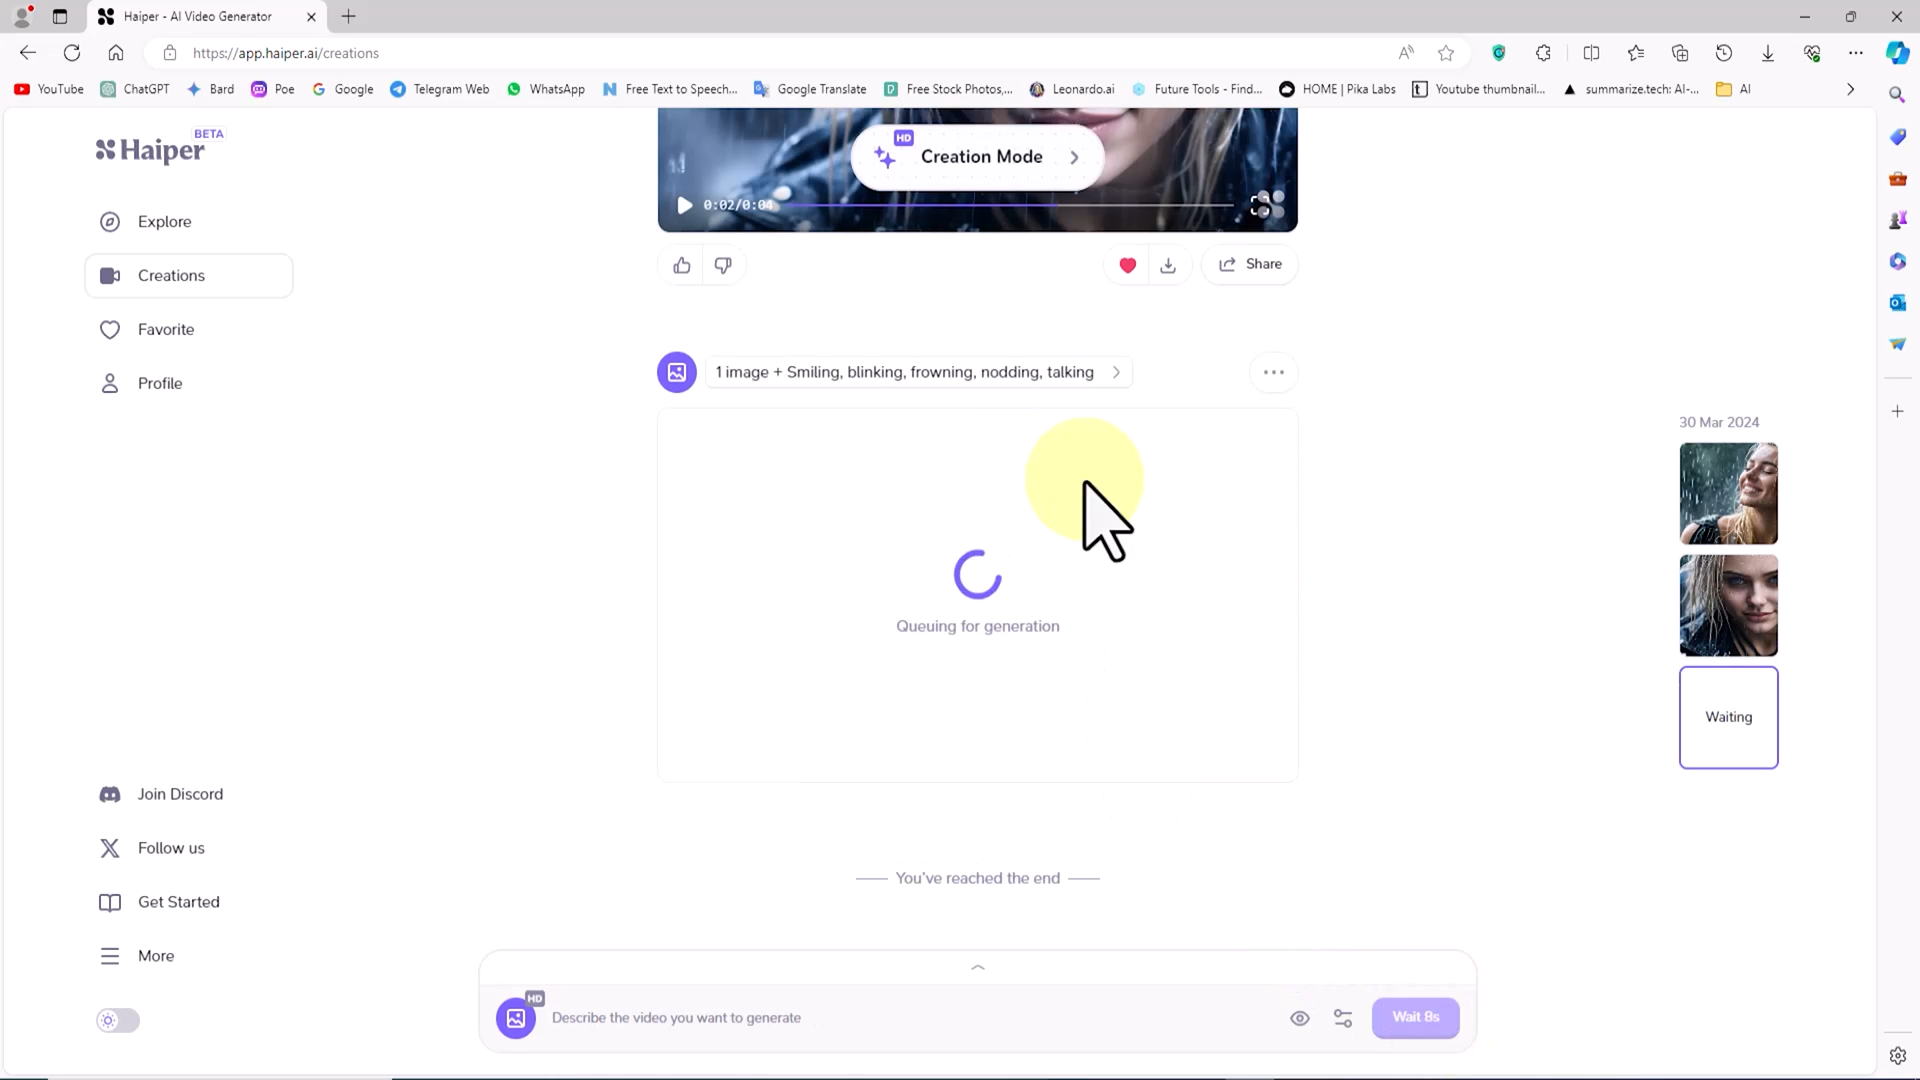 Haiper - AI Video Generator
https://app.haiper.ai/creations
YouTube ChatGPT Bard Poe Google Telegram Web WhatsApp Free Text to Speech... Google Translate Free Stock Photos,... Leonardo.ai Future Tools - Find... HOME | Pika Labs Youtube thumbnail... summarize.tech: AI-... AI
BETA
Haiper
HD
Creation Mode
0:02/0:04
Explore
Creations
Share
Favorite
1 image + Smiling, blinking, frowning, nodding, talking
Profile
30 Mar 2024
Queuing for generation
Waiting
Join Discord
Follow us
You've reached the end
Get Started
More
HD
Describe the video you want to generate
Wait 8s